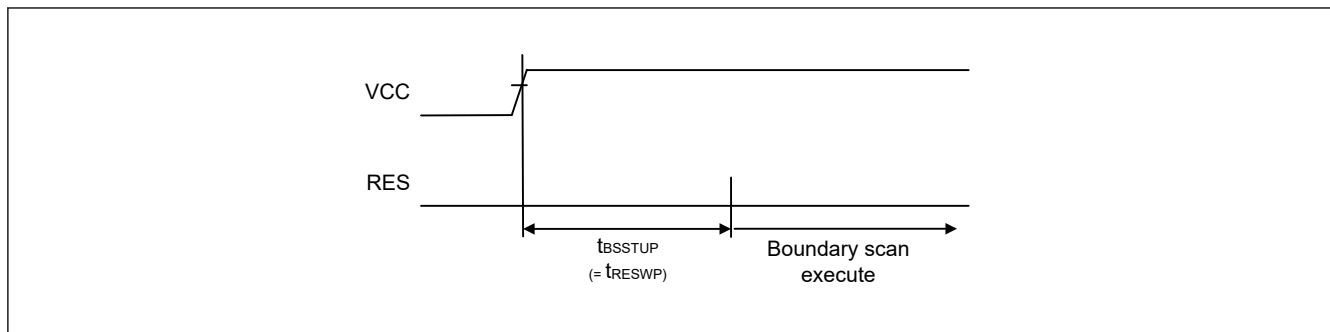 VCC
RES
tBSSTUP
(= tRESWP)
Boundary scan
execute